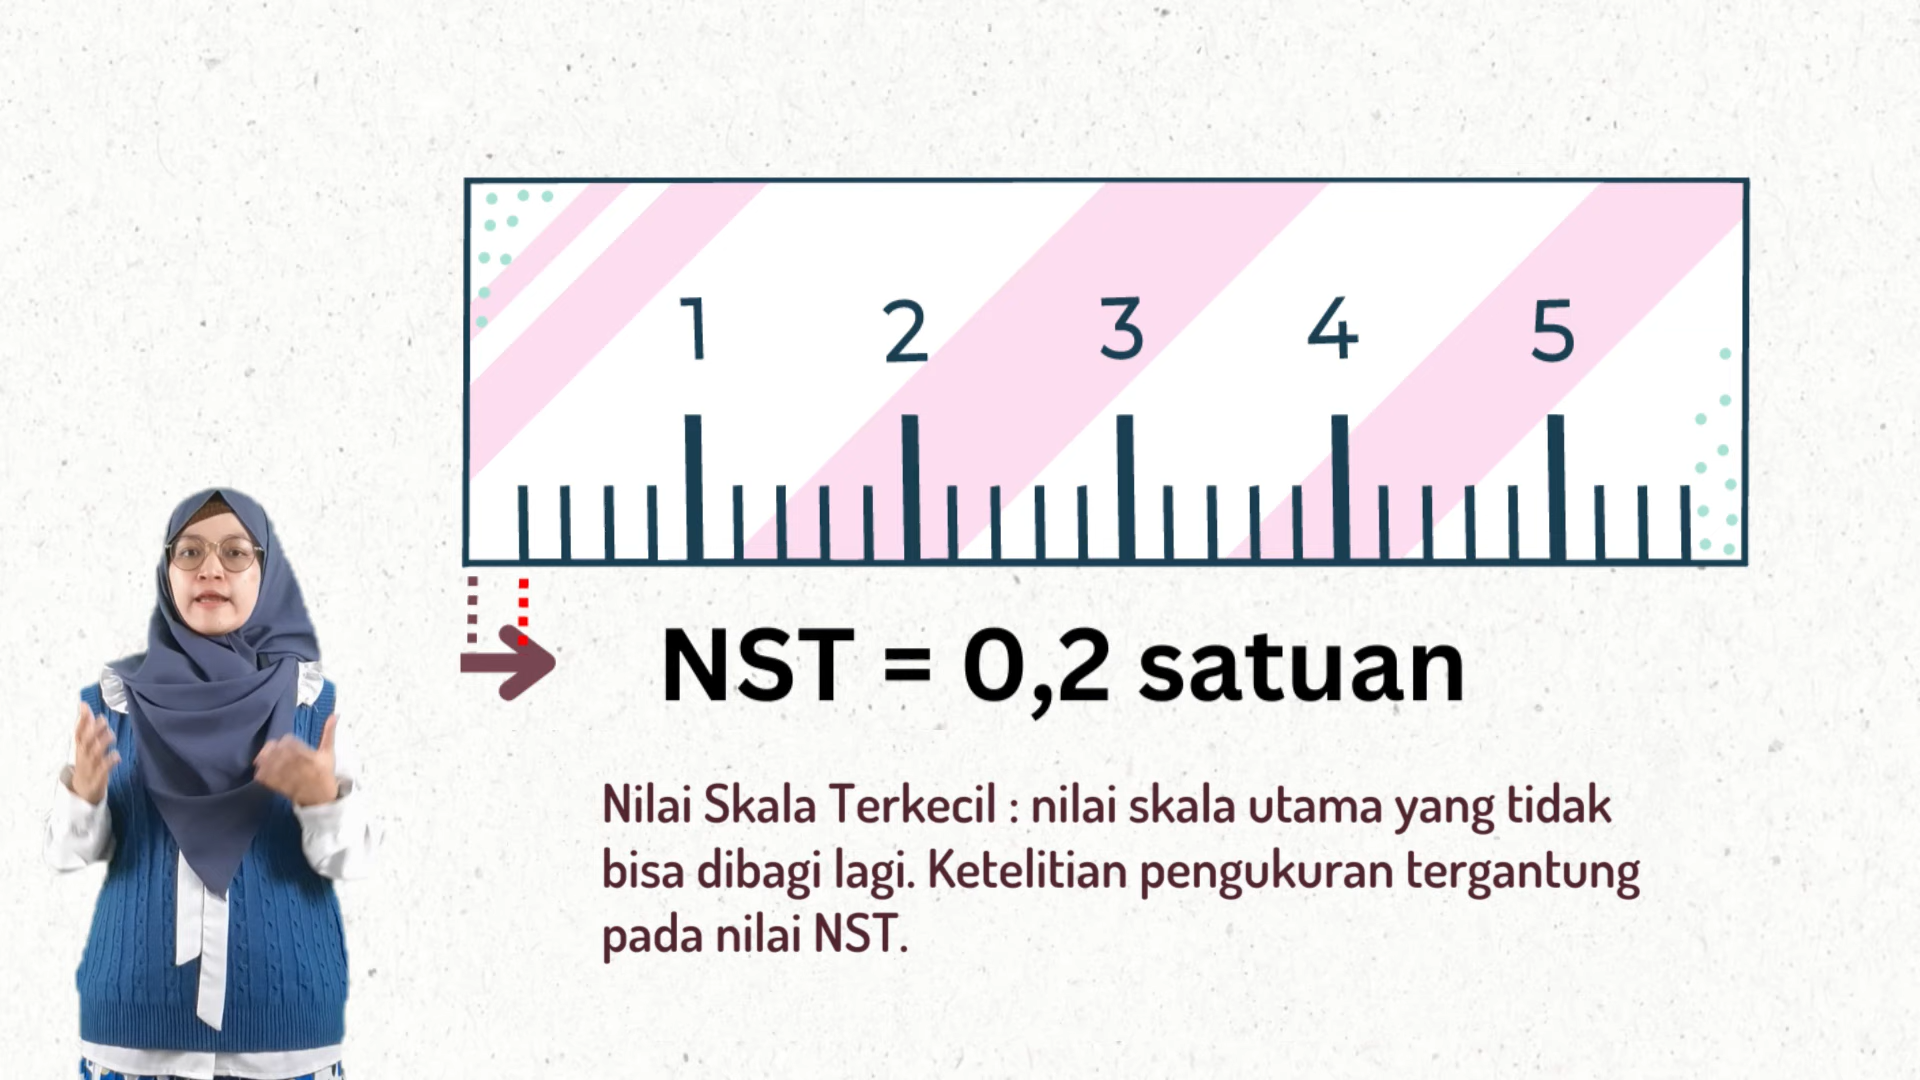 1 2 3 4 5
NST = 0,2 satuan
Nilai Skala Terkecil : nilai skala utama yang tidak
bisa dibagi lagi. Ketelitian pengukuran tergantung
pada nilai NST.